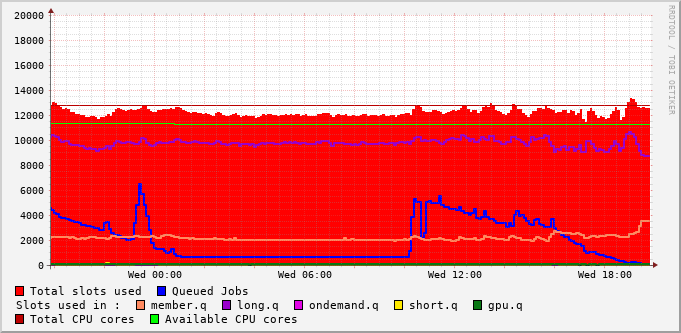 20000
18000
16000
14000
12000
10000
8000
6000
4000
2000
0
Wed 00:00 Wed 06:00 Wed 12:00 Wed 18:00
RRDTOOL / TOBI OETIKER
Total slots used Queued Jobs
Slots used in : member.q long.q ondemand.q short.q gpu.q
Total CPU cores Available CPU cores